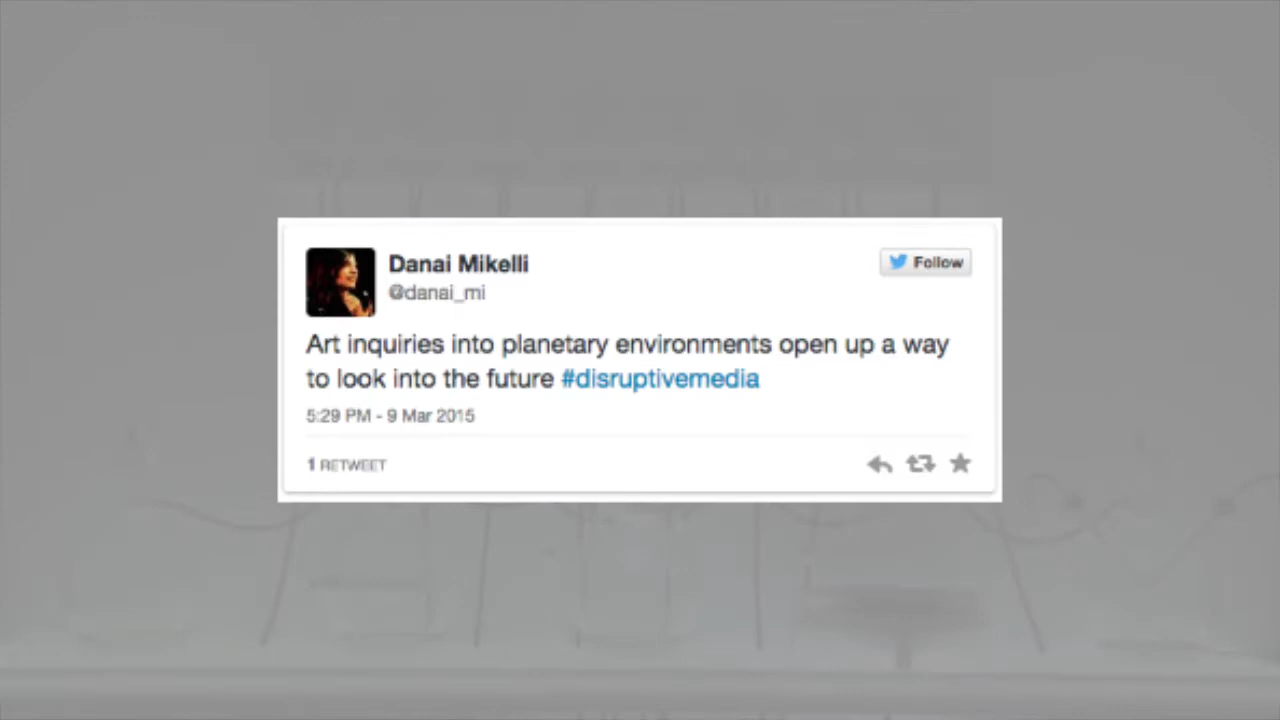 Danai Mikelli
Follow
@danai_mi
Art inquiries into planetary environments open up a way
to look into the future #disruptivemedia
5:29 PM - 9 Mar 2015
1 RETWEET